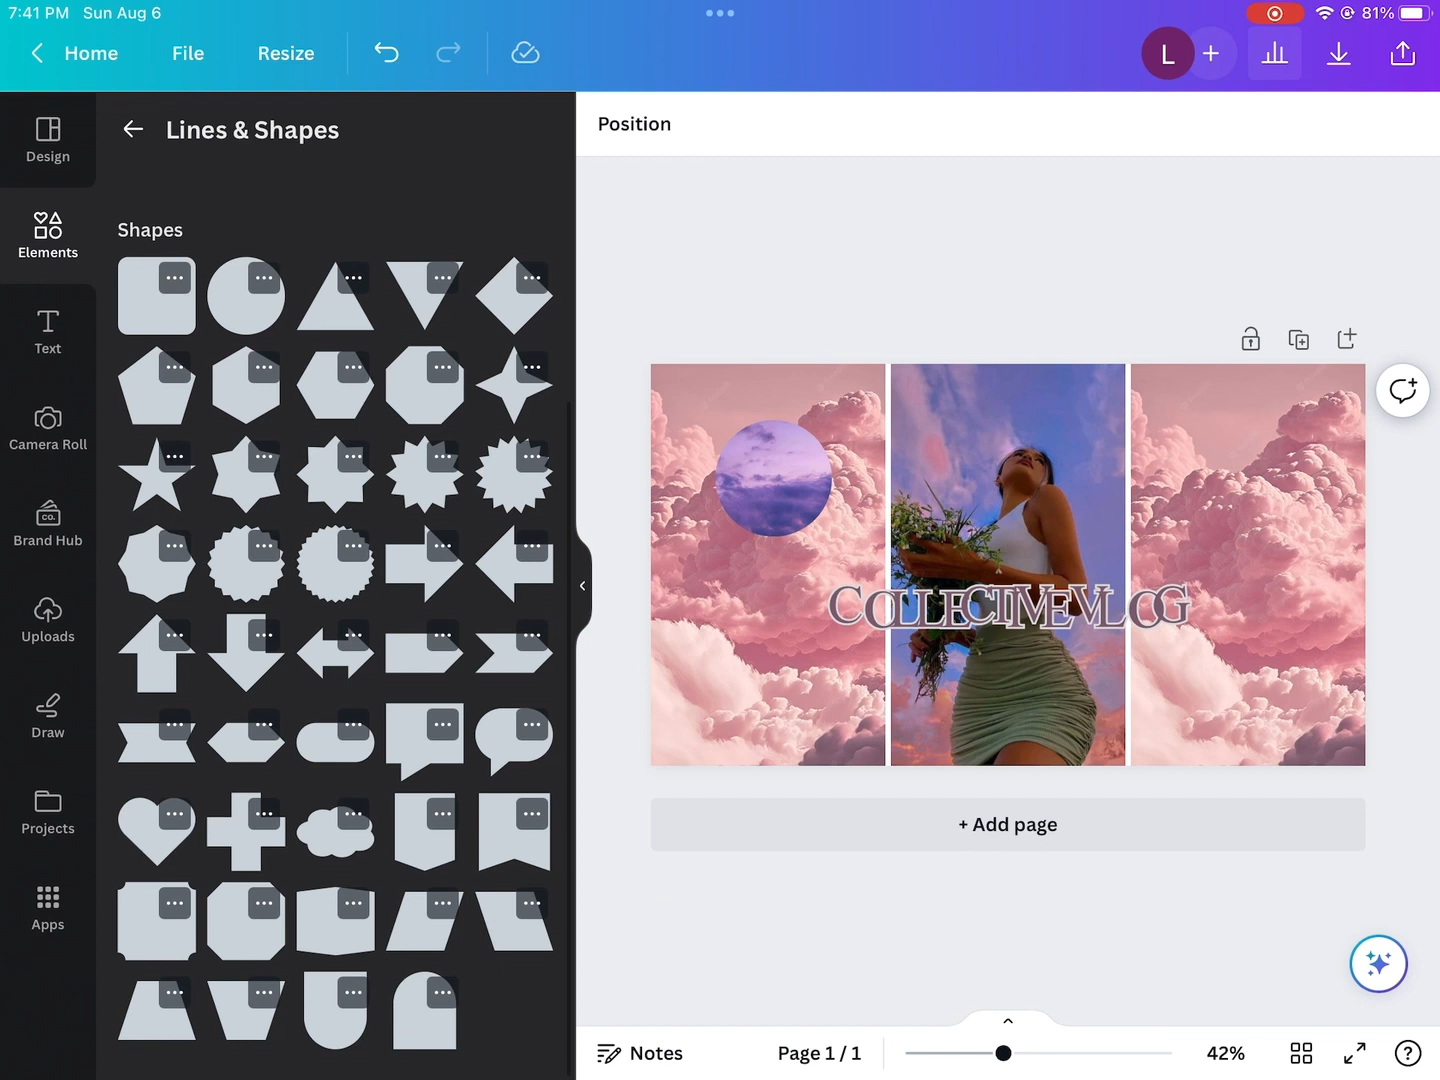 7:41 PM Sun Aug 6
81%
Home
File
Resize
L
Design
Elements
Text
Camera Roll
CO.
Brand Hub
Uploads
Draw
Projects
Apps
Lines & Shapes
Shapes
Position
COLLECTIVEVLOG
+ Add page
Notes
Page 1 / 1
42%